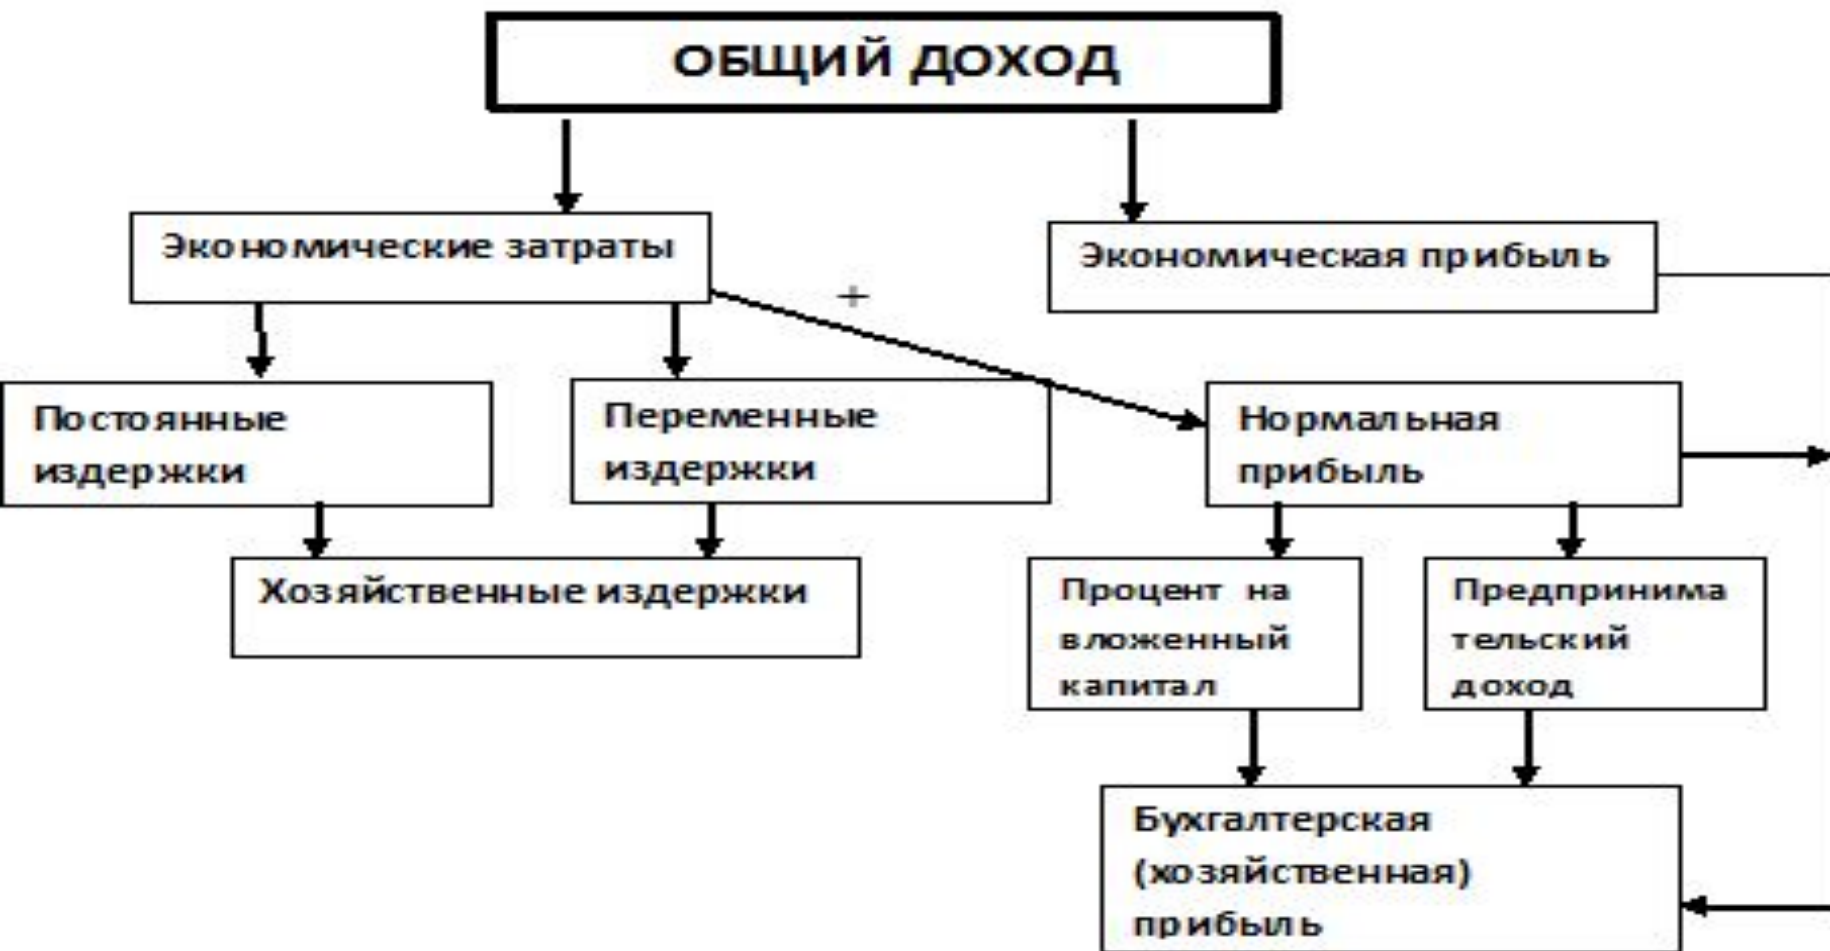 ОБЩИЙ ДОХОД
Экономические затраты
Экономическая прибыль
+
Постоянные
издержки
Переменные
издержки
Нормальная
прибыль
Хозяйственные издержки
Процент на
вложенный
капитал
Предпринима
тельский
доход
Бухгалтерская
(хозяйственная)
прибыль